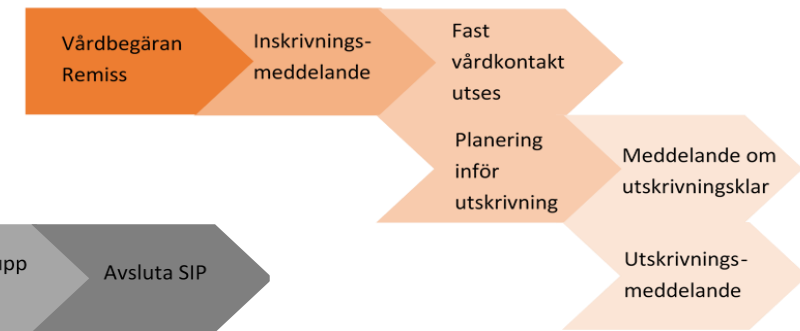 Vårdbegäran
Remiss
Inskrivnings-
meddelande
Fast
vårdkontakt
utses
Planering
inför
utskrivning
Meddelande om
utskrivningsklar
Utskrivnings-
meddelande
Avsluta SIP